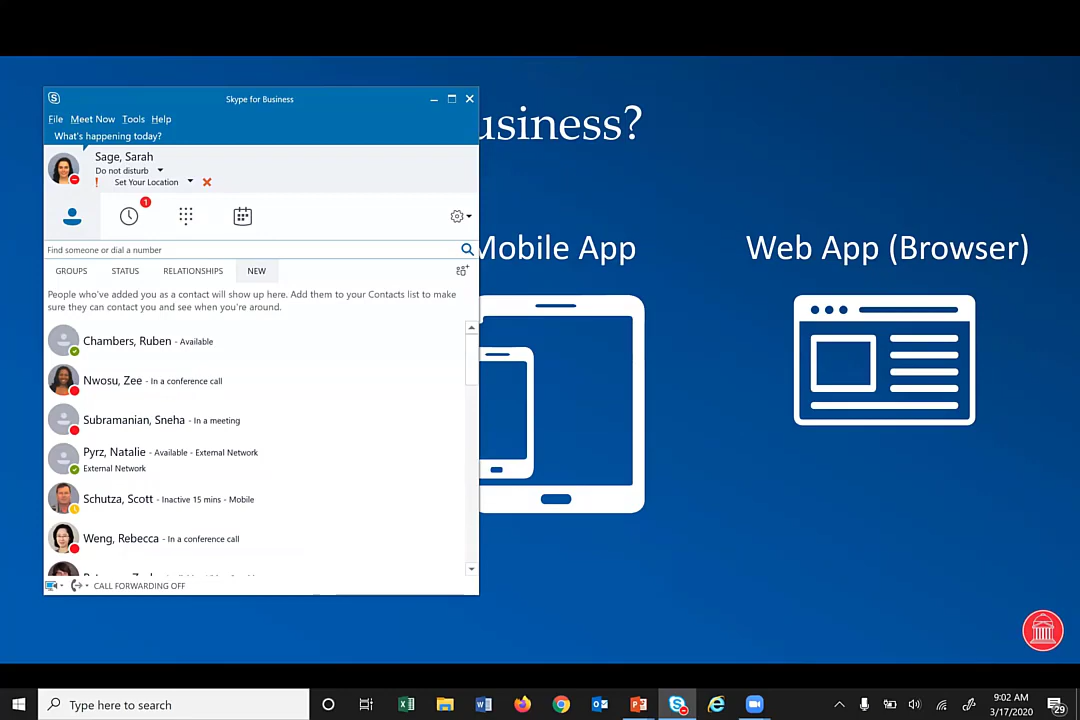 Skype for Business
File Meet Now Tools Help
What's happening today?
usiness?
Sage, Sarah
Do not disturb
! Set Your Location
1
Find someone or dial a number
GROUPS STATUS RELATIONSHIPS NEW
Mobile App
Web App (Browser)
People who've added you as a contact will show up here. Add them to your Contacts list to make
sure they can contact you and see when you're around.
Chambers, Ruben - Available
Nwosu, Zee - In a conference call
Subramanian, Sneha - In a meeting
Pyrz, Natalie - Available - External Network
External Network
Schutza, Scott - Inactive 15 mins - Mobile
Weng, Rebecca - In a conference call
CALL FORWARDING OFF
Type here to search
9:02 AM
3/17/2020
29